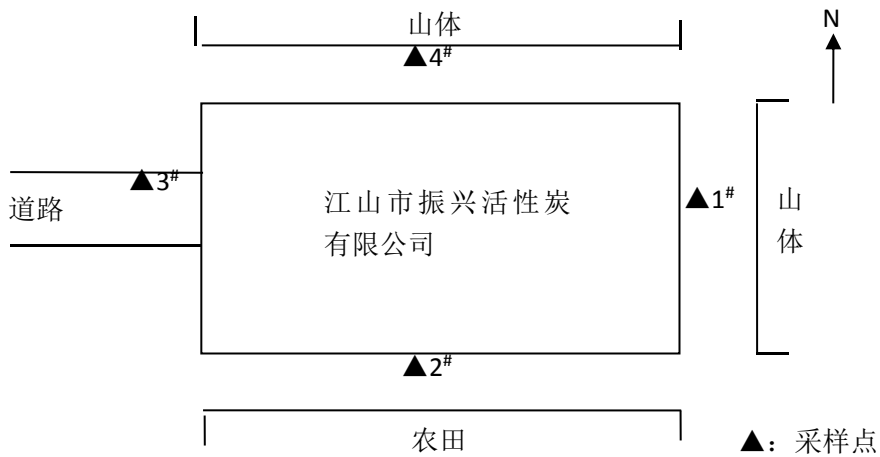 山体
N
▲4#
▲3#
道路
江山市振兴活性炭
有限公司
▲1#
山
体
▲2#
农田
▲：采样点